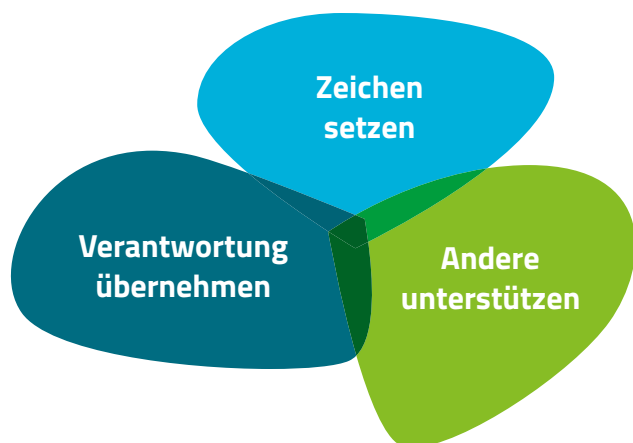 Zeichen
setzen
Verantwortung
übernehmen
Andere
unterstützen